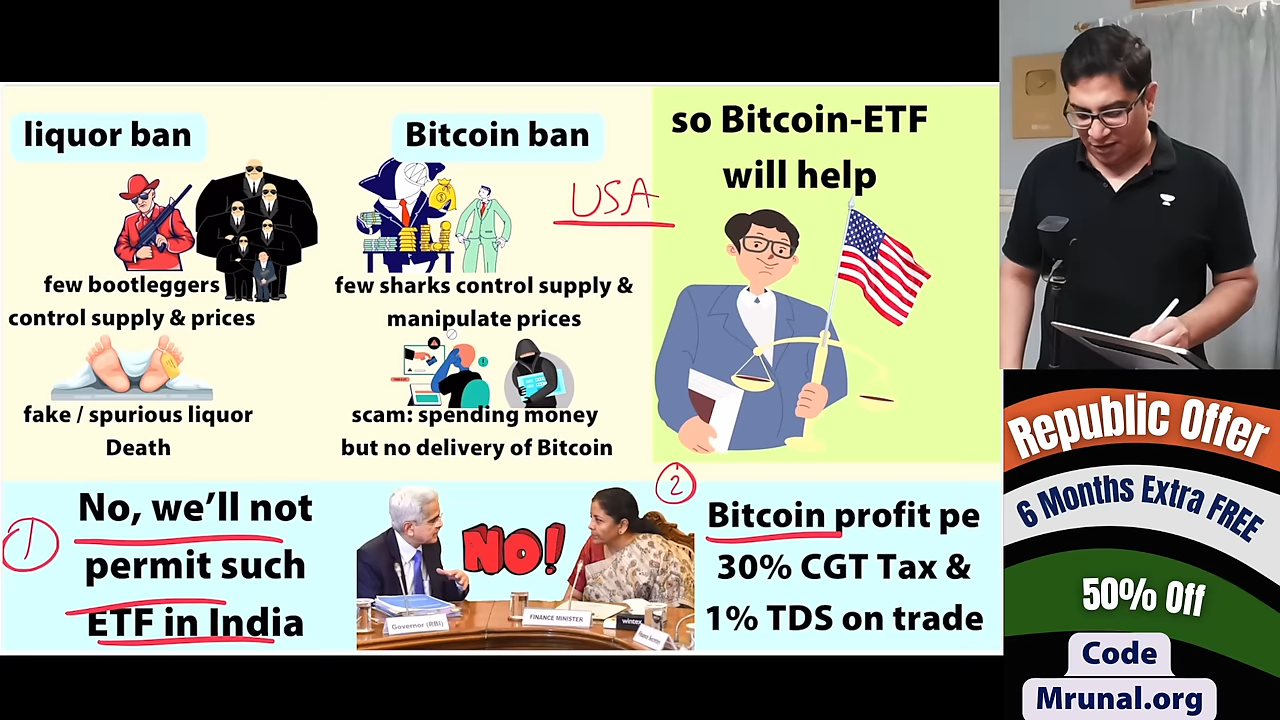 liquor ban
few bootleggers
control supply & prices
fake / spurious liquor
Death
Bitcoin ban
USA
few sharks control supply &
manipulate prices
scam: spending money
but no delivery of Bitcoin
so Bitcoin-ETF
will help
1
No, we'll not
permit such
ETF in India
NO!
Governor (RBI)
FINANCE MINISTER
wintex
2
Bitcoin profit pe
30% CGT Tax &
1% TDS on trade
Republic Offer
6 Months Extra FREE
50% Off
Code
Mrunal.org